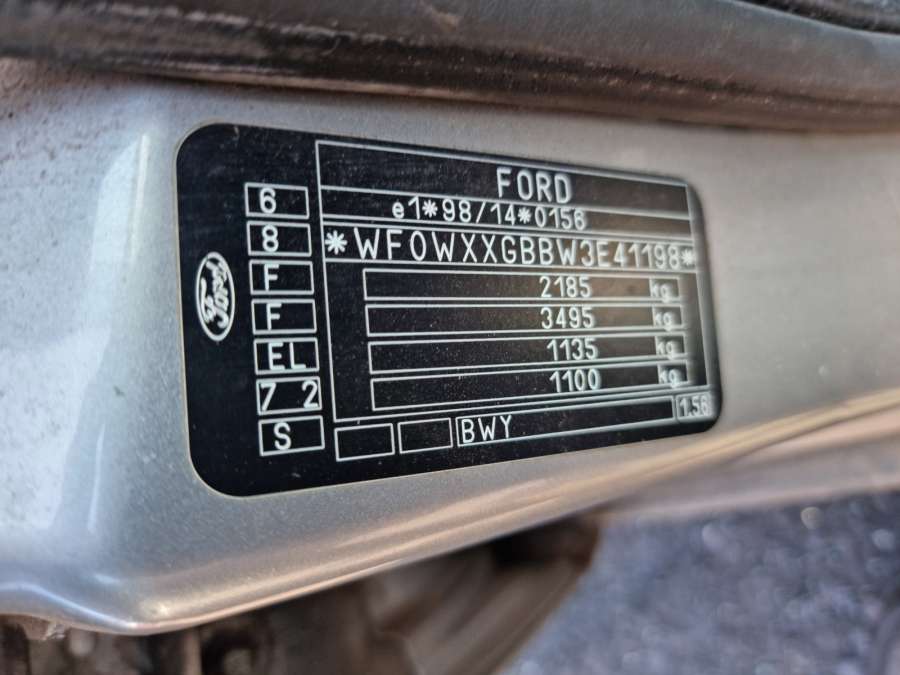 FORD
e1*98/14*0156
*WF0WXXGBBW3E41198*
2185 kg
3495 kg
1135 kg
1100 kg
6
8
F
F
EL
7 2
S
Ford
BWY
1.56